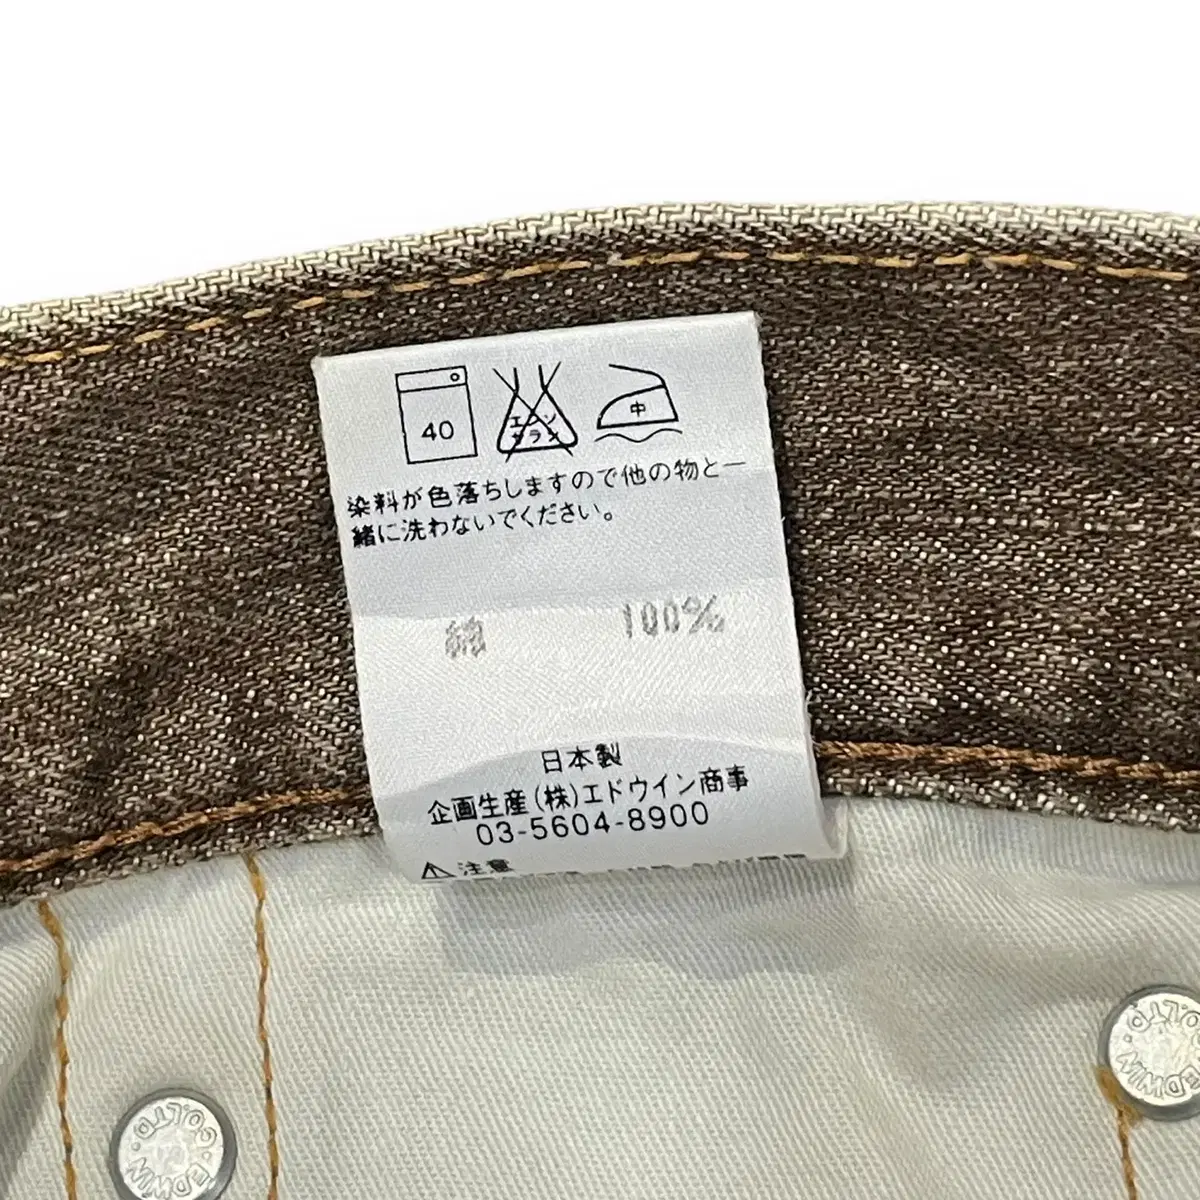 40
エンソ
サラシ
中
染料が色落ちしますので他の物と一
緒に洗わないでください。
綿 100%
日本製
企画生産(株)エドウイン商事
03-5604-8900
⚠注意
EDWIN CO.LTD.
EDWIN CO.LTD.